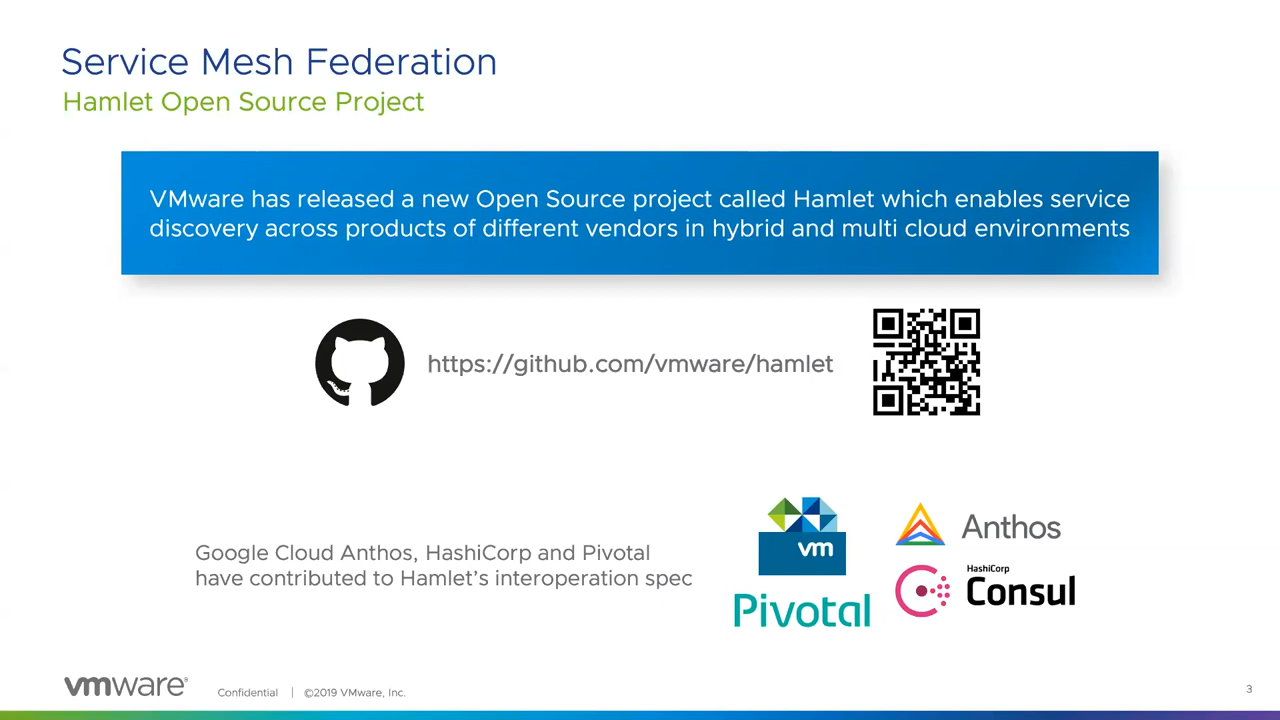 Service Mesh Federation
Hamlet Open Source Project
VMware has released a new Open Source project called Hamlet which enables service
discovery across products of different vendors in hybrid and multi cloud environments
https://github.com/vmware/hamlet
Google Cloud Anthos, HashiCorp and Pivotal
have contributed to Hamlet's interoperation spec
vm
Pivotal
Anthos
HashiCorp
Consul
vmware®
Confidential | ©2019 VMware, Inc.
3